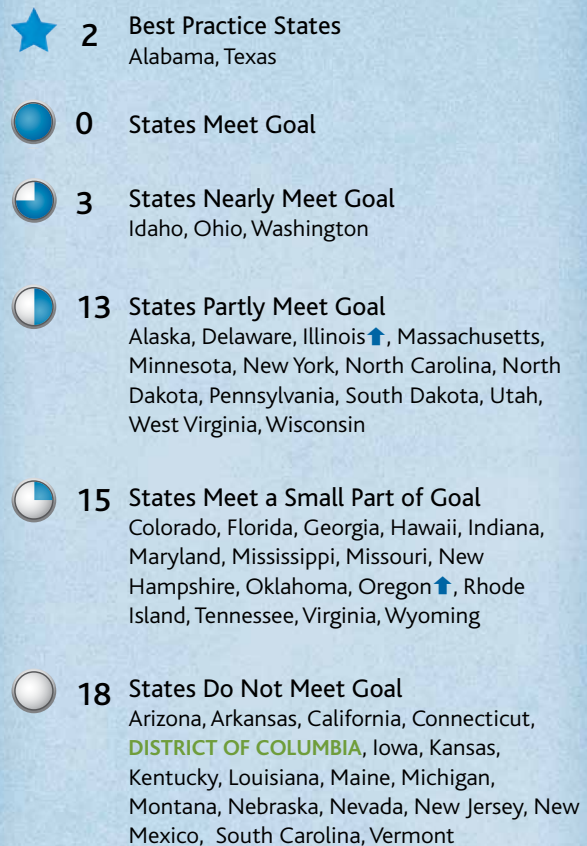 2 Best Practice States
Alabama, Texas
0 States Meet Goal
3 States Nearly Meet Goal
Idaho, Ohio, Washington
13 States Partly Meet Goal
Alaska, Delaware, Illinois⬆, Massachusetts,
Minnesota, New York, North Carolina, North
Dakota, Pennsylvania, South Dakota, Utah,
West Virginia, Wisconsin
15 States Meet a Small Part of Goal
Colorado, Florida, Georgia, Hawaii, Indiana,
Maryland, Mississippi, Missouri, New
Hampshire, Oklahoma, Oregon⬆, Rhode
Island, Tennessee, Virginia, Wyoming
18 States Do Not Meet Goal
Arizona, Arkansas, California, Connecticut,
DISTRICT OF COLUMBIA, Iowa, Kansas,
Kentucky, Louisiana, Maine, Michigan,
Montana, Nebraska, Nevada, New Jersey, New
Mexico, South Carolina, Vermont